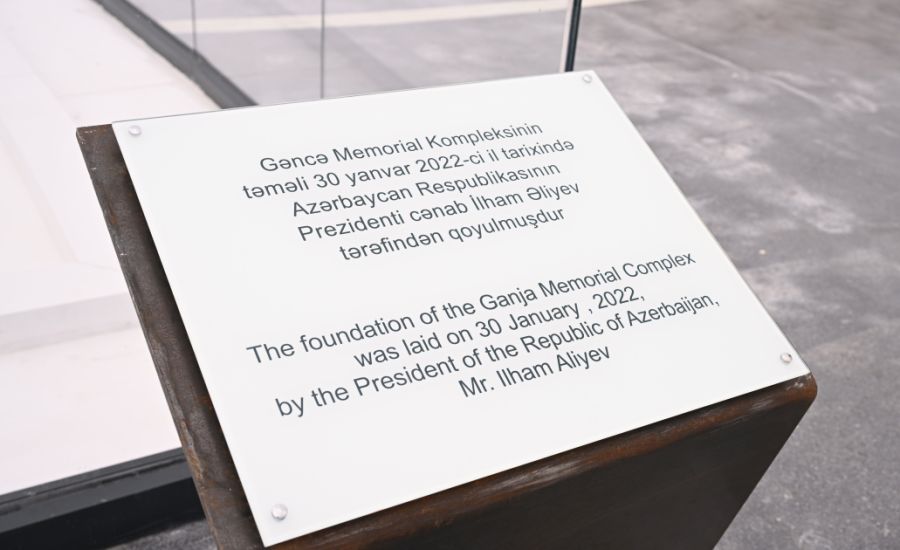 Gəncə Memorial Kompleksinin
təməli 30 yanvar 2022-ci il tarixində
Azərbaycan Respublikasının
Prezidenti cənab İlham Əliyev
tərəfindən qoyulmuşdur
The foundation of the Ganja Memorial Complex
was laid on 30 January , 2022,
by the President of the Republic of Azerbaijan,
Mr. Ilham Aliyev